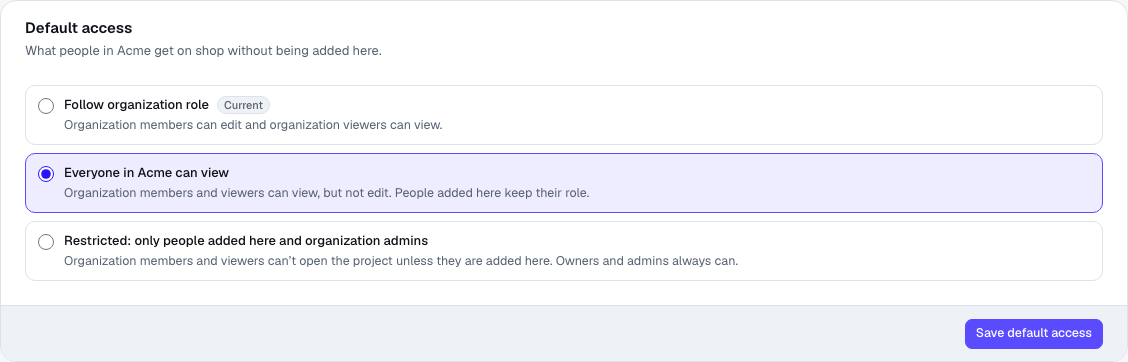 Default access
What people in Acme get on shop without being added here.
Follow organization role Current
Organization members can edit and organization viewers can view.
Everyone in Acme can view
Organization members and viewers can view, but not edit. People added here keep their role.
Restricted: only people added here and organization admins
Organization members and viewers can’t open the project unless they are added here. Owners and admins always can.
Save default access